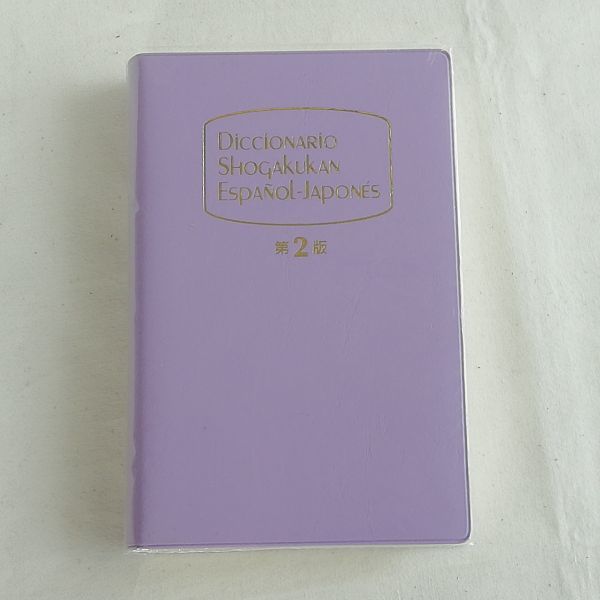 Diccionario
Shogakukan
Español-Japonés
第2版